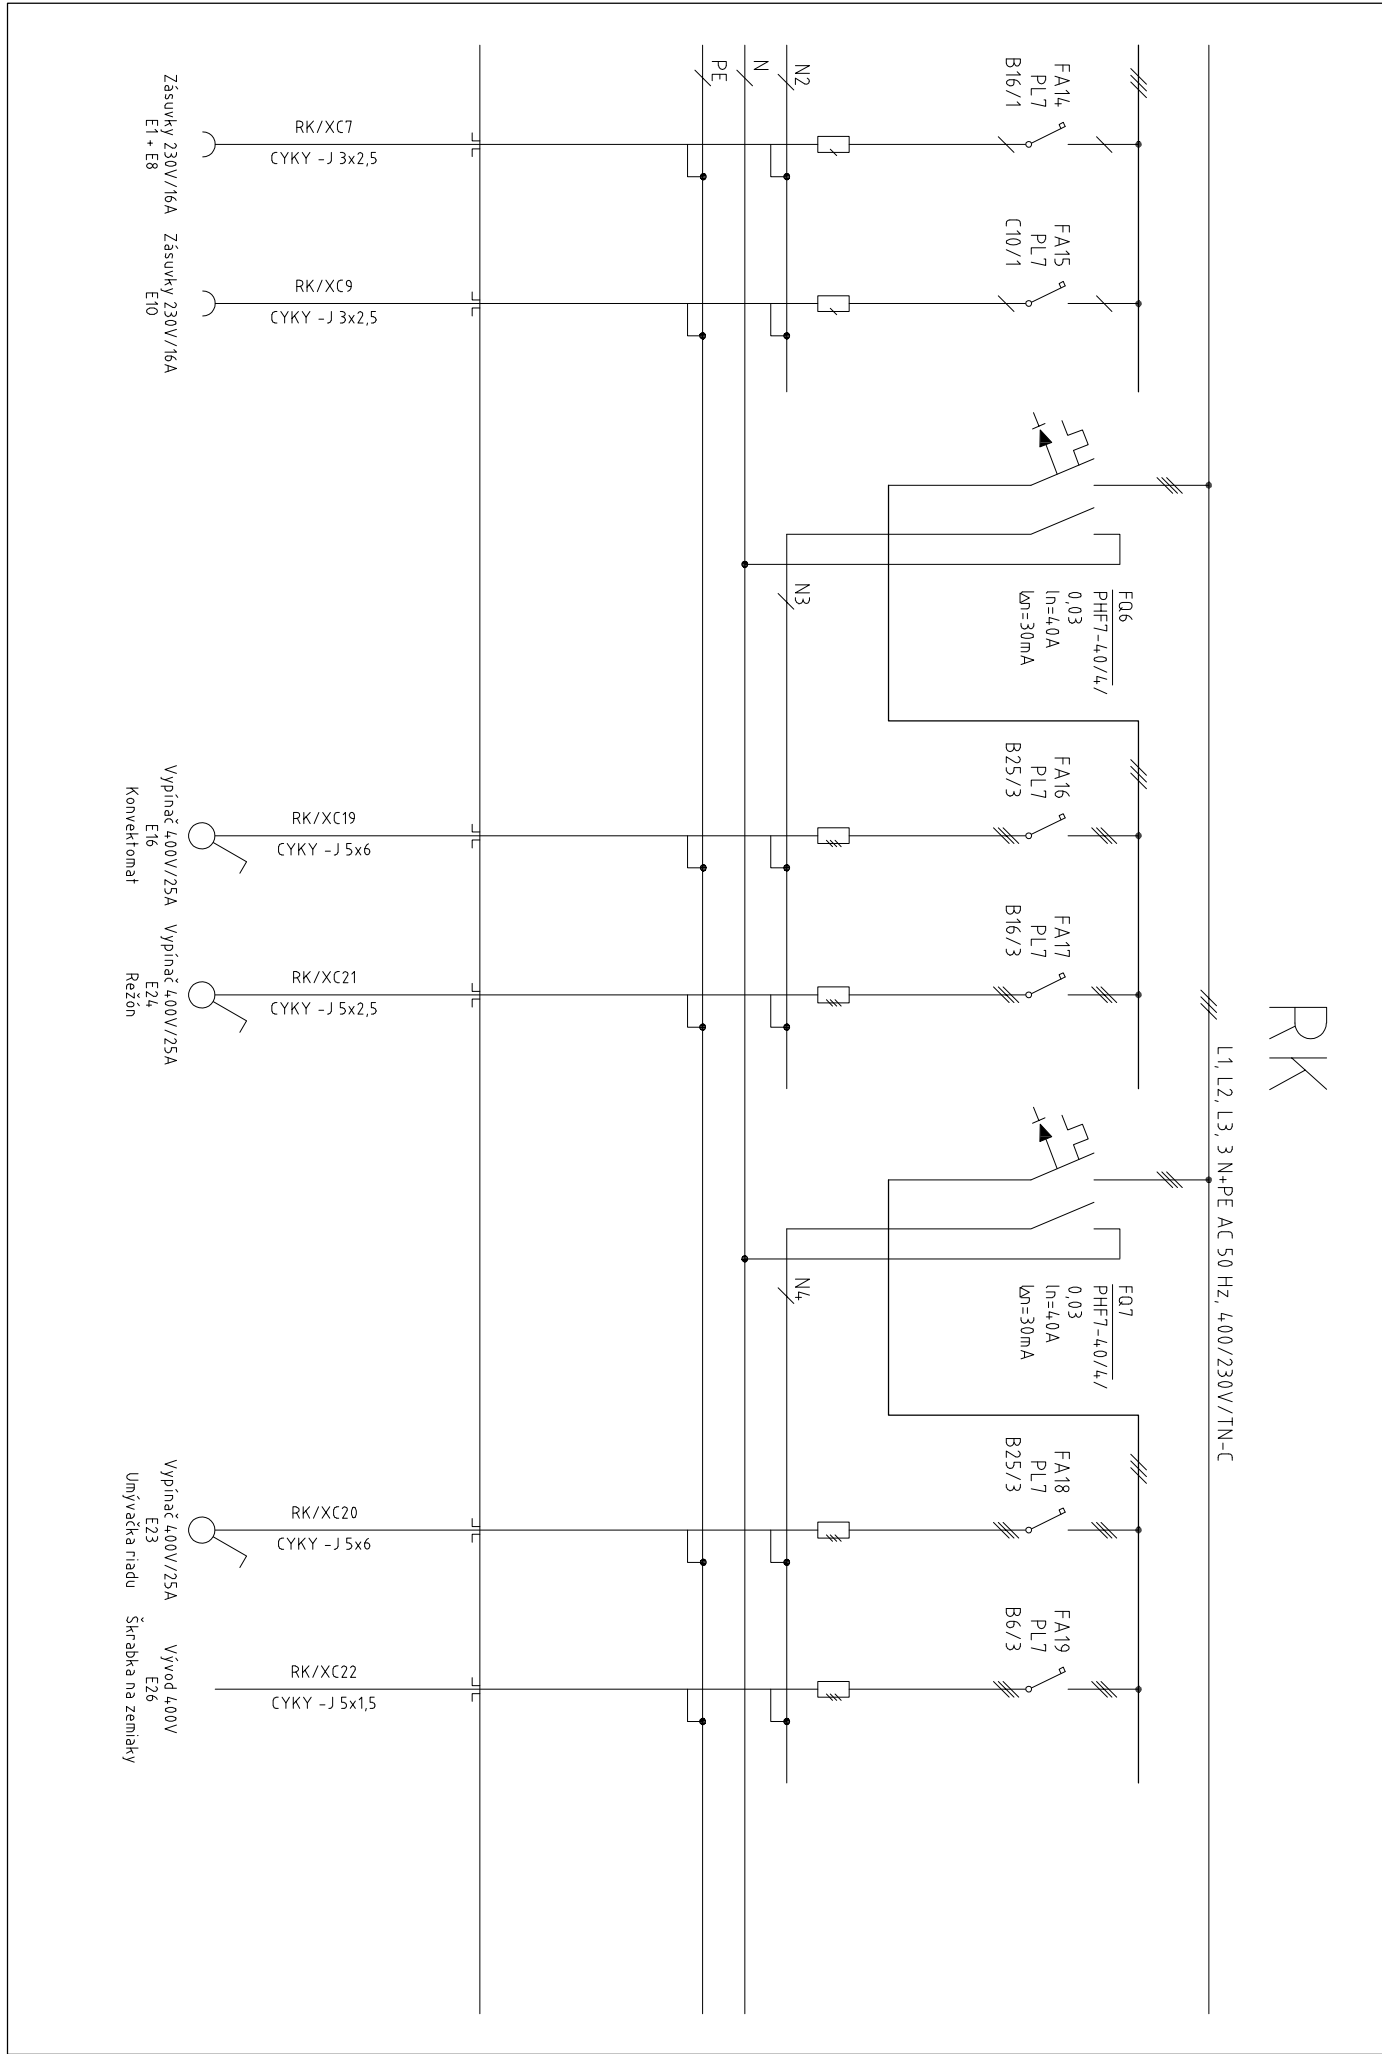 RK
L1, L2, L3, 3 N+PE AC 50 Hz, 400/230V/TN-C
FA14
PL7
B16/1
N2
N
PE
RK/XC7
CYKY -J 3x2,5
Zásuvky 230V/16A
E1 + E8
FA15
PL7
C10/1
RK/XC9
CYKY -J 3x2,5
Zásuvky 230V/16A
E10
FQ6
PHF7-40/4/
0,03
In=40A
IΔn=30mA
N3
FA16
PL7
B25/3
RK/XC19
CYKY -J 5x6
Vypínač 400V/25A
E16
Konvektomat
FA17
PL7
B16/3
RK/XC21
CYKY -J 5x2,5
Vypínač 400V/25A
E24
Režón
FQ7
PHF7-40/4/
0,03
In=40A
IΔn=30mA
N4
FA18
PL7
B25/3
RK/XC20
CYKY -J 5x6
Vypínač 400V/25A
E23
Umývačka riadu
FA19
PL7
B6/3
RK/XC22
CYKY -J 5x1,5
Vývod 400V
E26
Škrabka na zemiaky